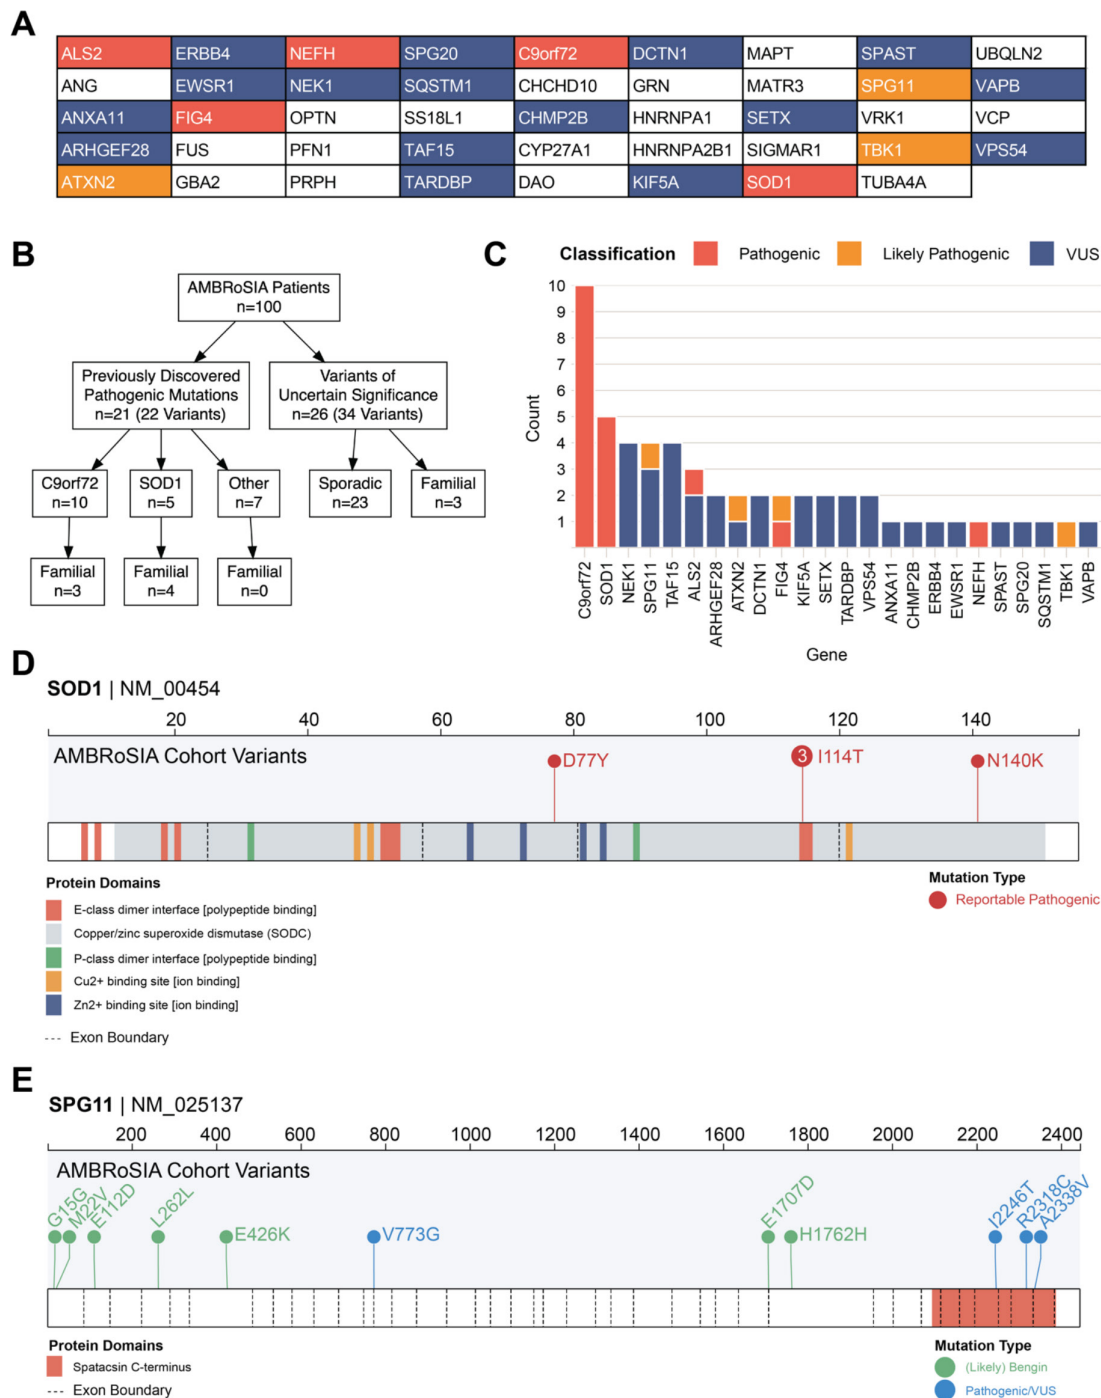 A
ALS2 ERBB4 NEFH SPG20 C9orf72 DCTN1 MAPT SPAST UBQLN2
ANG EWSR1 NEK1 SQSTM1 CHCHD10 GRN MATR3 SPG11 VAPB
ANXA11 FIG4 OPTN SS18L1 CHMP2B HNRNPA1 SETX VRK1 VCP
ARHGEF28 FUS PFN1 TAF15 CYP27A1 HNRNPA2B1 SIGMAR1 TBK1 VPS54
ATXN2 GBA2 PRPH TARDBP DAO KIF5A SOD1 TUBA4A
B
AMBRoSIA Patients
n=100
Previously Discovered
Pathogenic Mutations
n=21 (22 Variants)
Variants of
Uncertain Significance
n=26 (34 Variants)
C9orf72
n=10
SOD1
n=5
Other
n=7
Sporadic
n=23
Familial
n=3
Familial
n=3
Familial
n=4
Familial
n=0
C
Classification Pathogenic Likely Pathogenic VUS
10
9
8
7
6
5
4
3
2
1
Count
C9orf72
SOD1
NEK1
SPG11
TAF15
ALS2
ARHGEF28
ATXN2
DCTN1
FIG4
KIF5A
SETX
TARDBP
VPS54
ANXA11
CHMP2B
ERBB4
EWSR1
NEFH
SPAST
SPG20
SQSTM1
TBK1
VAPB
Gene
D
SOD1 | NM_00454
20 40 60 80 100 120 140
AMBRoSIA Cohort Variants
D77Y
3 I114T
N140K
Protein Domains
E-class dimer interface [polypeptide binding]
Copper/zinc superoxide dismutase (SODC)
P-class dimer interface [polypeptide binding]
Cu2+ binding site [ion binding]
Zn2+ binding site [ion binding]
Exon Boundary
Mutation Type
Reportable Pathogenic
E
SPG11 | NM_025137
200 400 600 800 1000 1200 1400 1600 1800 2000 2200 2400
AMBRoSIA Cohort Variants
G15G
M22V
E112D
L262L
E426K
V773G
E1707D
H1762H
I2246T
R2318C
A2338V
Protein Domains
Spatacsin C-terminus
Exon Boundary
Mutation Type
(Likely) Bengin
Pathogenic/VUS